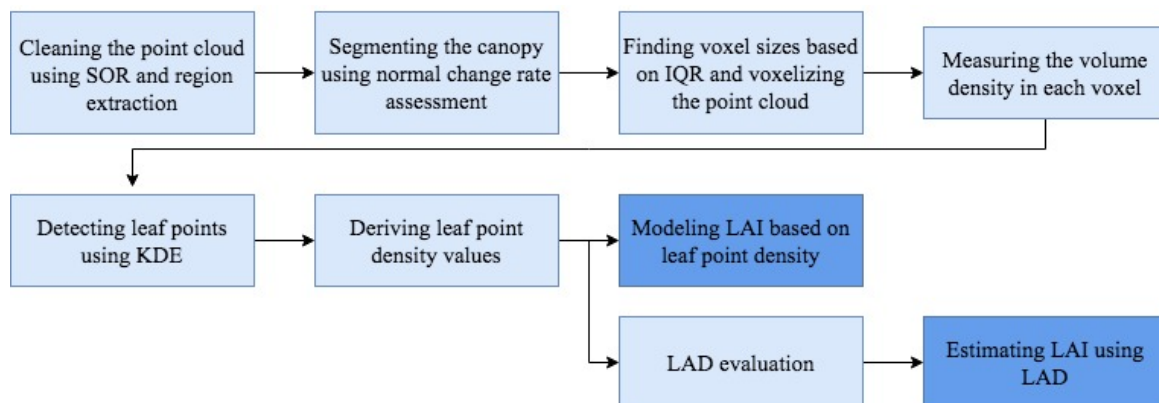 Cleaning the point cloud
using SOR and region
extraction
Segmenting the canopy
using normal change rate
assessment
Finding voxel sizes based
on IQR and voxelizing
the point cloud
Measuring the volume
density in each voxel
Detecting leaf points
using KDE
Deriving leaf point
density values
Modeling LAI based on
leaf point density
LAD evaluation
Estimating LAI using
LAD